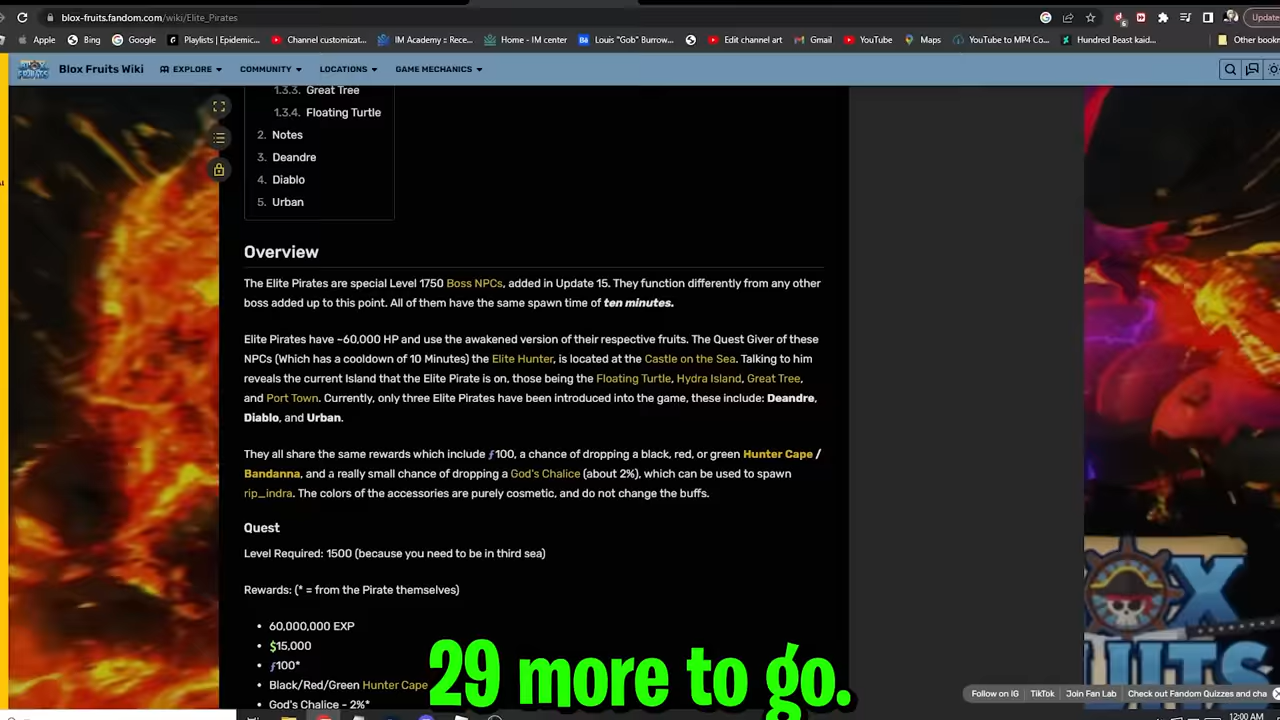 blox-fruits.fandom.com/wiki/Elite_Pirates
Update
Apple
Bing
Google
Playlists | Epidemic...
Channel customizat...
IM Academy = Rece...
Home - IM center
Louis "Gob" Burrow...
Edit channel art
Gmail
YouTube
Maps
YouTube to MP4 Co...
Hundred Beast kaid...
Other book
Blox Fruits Wiki
EXPLORE
COMMUNITY
LOCATIONS
GAME MECHANICS
1.3.3. Great Tree
1.3.4. Floating Turtle
2. Notes
3. Deandre
4. Diablo
5. Urban
Overview
The Elite Pirates are special Level 1750 Boss NPCs, added in Update 15. They function differently from any other
boss added up to this point. All of them have the same spawn time of ten minutes.
Elite Pirates have ~60,000 HP and use the awakened version of their respective fruits. The Quest Giver of these
NPCs (Which has a cooldown of 10 Minutes) the Elite Hunter, is located at the Castle on the Sea. Talking to him
reveals the current Island that the Elite Pirate is on, those being the Floating Turtle, Hydra Island, Great Tree,
and Port Town. Currently, only three Elite Pirates have been introduced into the game, these include: Deandre,
Diablo, and Urban.
They all share the same rewards which include ƒ100, a chance of dropping a black, red, or green Hunter Cape /
Bandanna, and a really small chance of dropping a God's Chalice (about 2%), which can be used to spawn
rip_indra. The colors of the accessories are purely cosmetic, and do not change the buffs.
Quest
Level Required: 1500 (because you need to be in third sea)
Rewards: (* = from the Pirate themselves)
• 60,000,000 EXP
• $15,000
• ƒ100*
• Black/Red/Green Hunter Cape
• God's Chalice - 2%*
29 more to go.
Follow on IG
TikTok
Join Fan Lab
Check out Fandom Quizzes and cha
12:00 AM